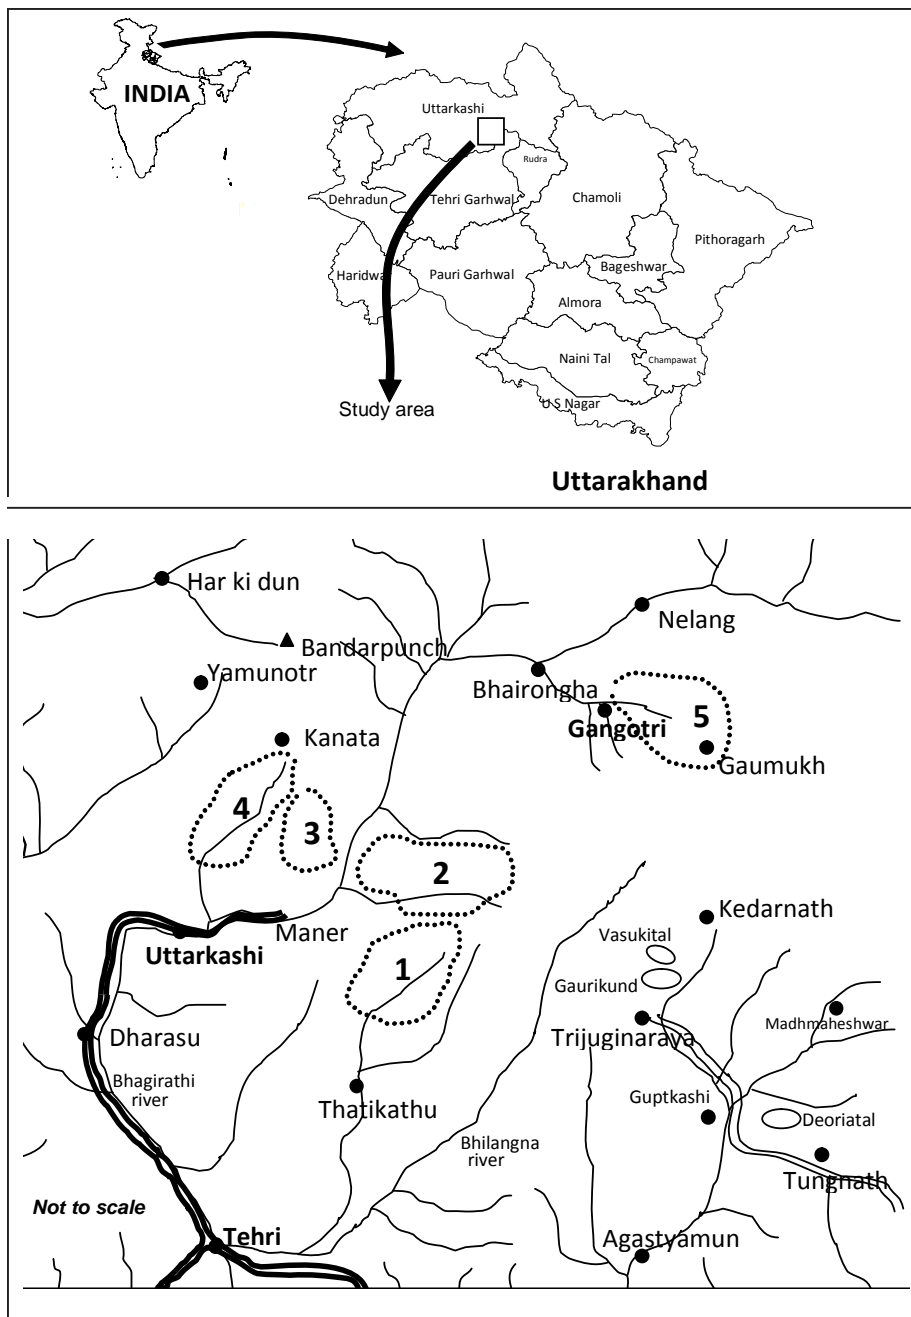 INDIA
Uttarkashi
Rudra
Dehradun
Tehri Garhwal
Chamoli
Pithoragarh
Haridwa
Pauri Garhwal
Bageshwar
Almora
Naini Tal
Champawat
U S Nagar
Study area
Uttarakhand
Har ki dun
Nelang
Bandarpunch
Yamunotr
Bhairongha
Gangotri
5
Gaumukh
Kanata
4
3
2
Kedarnath
Maner
Vasukital
Uttarkashi
1
Gaurikund
Trijuginaraya
Madhmaheshwar
Dharasu
Bhagirathi
river
Thatikathu
Guptkashi
Deoriatal
Bhilangna
river
Tungnath
Not to scale
Tehri
Agastyamun